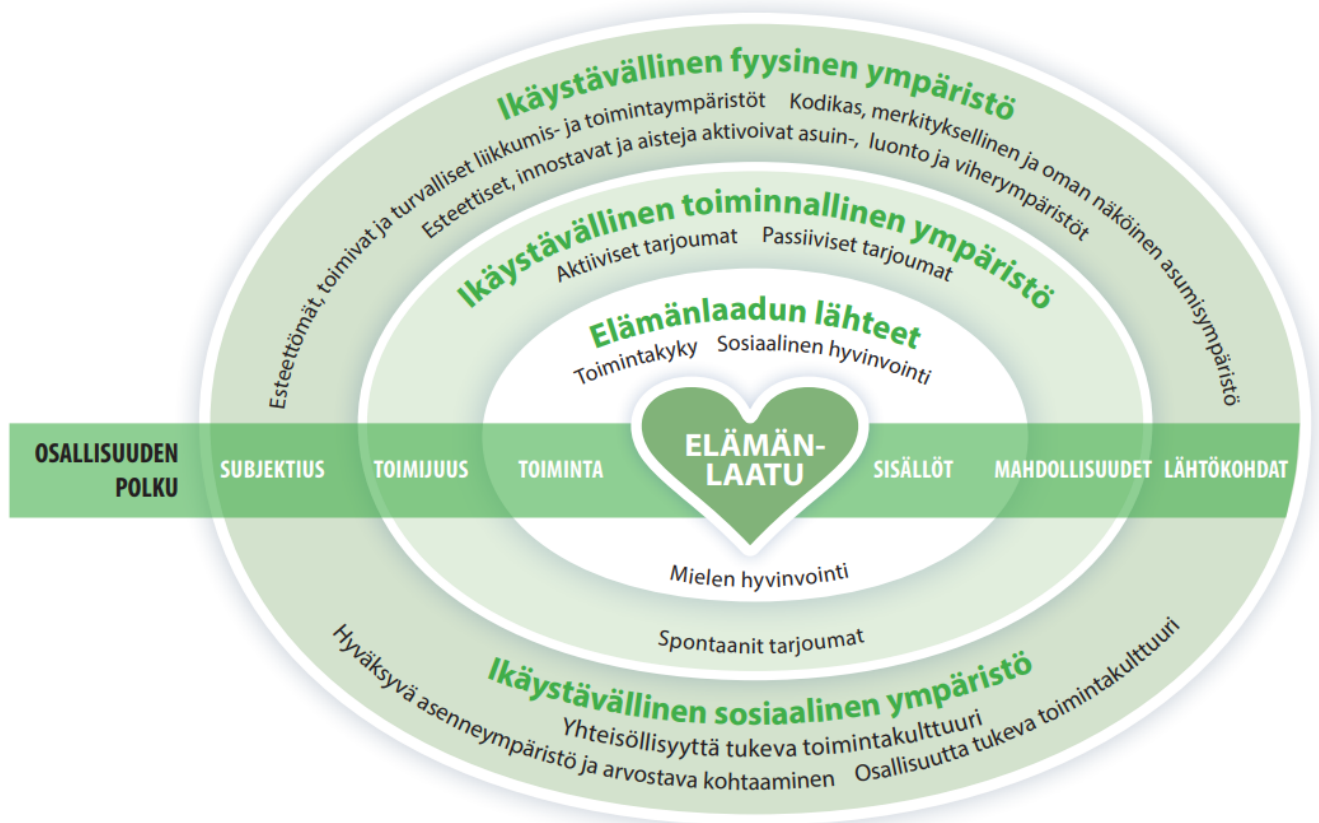 Ikäystävällinen fyysinen ympäristö
Esteettömät, toimivat ja turvalliset liikkumis- ja toimintaympäristöt
Kodikas, merkityksellinen ja oman näköinen asumisympäristö
Esteettiset, innostavat ja aisteja aktivoivat asuin-, luonto ja viherympäristöt
Ikäystävällinen toiminnallinen ympäristö
Aktiiviset tarjoumat
Passiiviset tarjoumat
Elämänlaadun lähteet
Toimintakyky
Sosiaalinen hyvinvointi
OSALLISUUDEN
POLKU
SUBJEKTIUS
TOIMIJUUS
TOIMINTA
ELÄMÄN-
LAATU
SISÄLLÖT
MAHDOLLISUUDET
LÄHTÖKOHDAT
Mielen hyvinvointi
Spontaanit tarjoumat
Ikäystävällinen sosiaalinen ympäristö
Yhteisöllisyyttä tukeva toimintakulttuuri
Hyväksyvä asenneympäristö ja arvostava kohtaaminen
Osallisuutta tukeva toimintakulttuuri